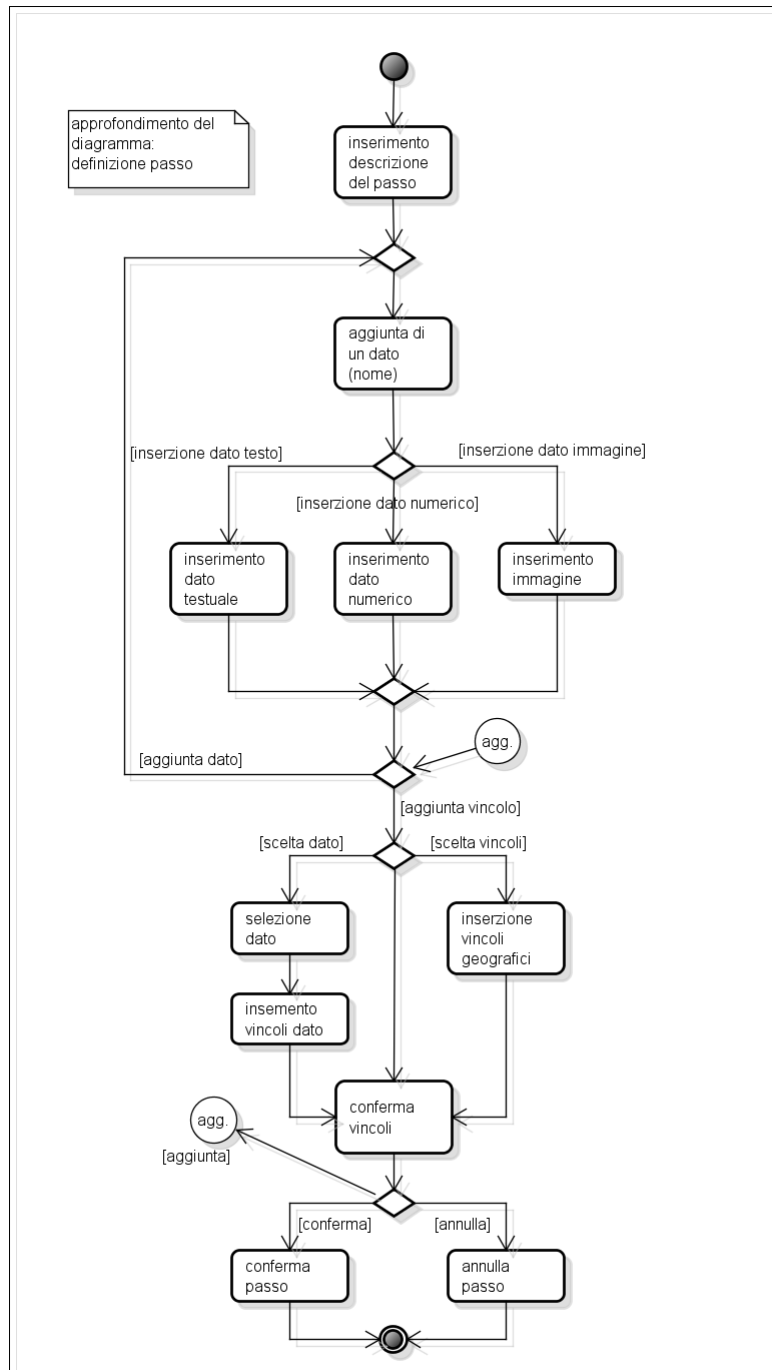 approfondimento del
diagramma:
definizione passo
inserimento
descrizione
del passo
aggiunta di
un dato
(nome)
[inserzione dato testo]
[inserzione dato immagine]
[inserzione dato numerico]
inserimento
dato
testuale
inserimento
dato
numerico
inserimento
immagine
agg.
[aggiunta dato]
[aggiunta vincolo]
[scelta dato]
[scelta vincoli]
selezione
dato
inserzione
vincoli
geografici
insemento
vincoli dato
conferma
vincoli
agg.
[aggiunta]
[conferma]
[annulla]
conferma
passo
annulla
passo